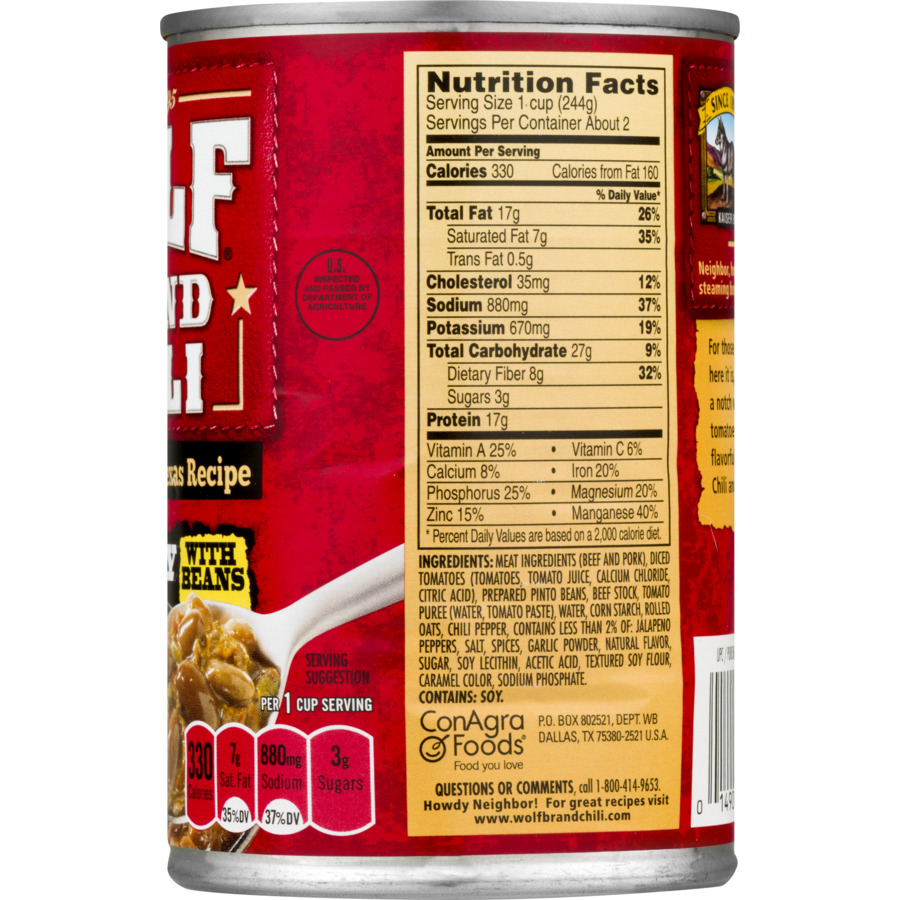 LF
®
ND
LI
Texas Recipe
Y WITH
BEANS
U.S.
INSPECTED
AND PASSED BY
DEPARTMENT OF
AGRICULTURE
SERVING
SUGGESTION
PER 1 CUP SERVING
330 Calories
7g Sat. Fat 35% DV
880mg Sodium 37% DV
3g Sugars
Nutrition Facts
Serving Size 1 cup (244g)
Servings Per Container About 2
Amount Per Serving
Calories 330 Calories from Fat 160
% Daily Value*
Total Fat 17g 26%
Saturated Fat 7g 35%
Trans Fat 0.5g
Cholesterol 35mg 12%
Sodium 880mg 37%
Potassium 670mg 19%
Total Carbohydrate 27g 9%
Dietary Fiber 8g 32%
Sugars 3g
Protein 17g
Vitamin A 25% • Vitamin C 6%
Calcium 8% • Iron 20%
Phosphorus 25% • Magnesium 20%
Zinc 15% • Manganese 40%
* Percent Daily Values are based on a 2,000 calorie diet.
INGREDIENTS: MEAT INGREDIENTS (BEEF AND PORK), DICED
TOMATOES (TOMATOES, TOMATO JUICE, CALCIUM CHLORIDE,
CITRIC ACID), PREPARED PINTO BEANS, BEEF STOCK, TOMATO
PUREE (WATER, TOMATO PASTE), WATER, CORN STARCH, ROLLED
OATS, CHILI PEPPER, CONTAINS LESS THAN 2% OF: JALAPENO
PEPPERS, SALT, SPICES, GARLIC POWDER, NATURAL FLAVOR,
SUGAR, SOY LECITHIN, ACETIC ACID, TEXTURED SOY FLOUR,
CARAMEL COLOR, SODIUM PHOSPHATE.
CONTAINS: SOY.
ConAgra
Foods®
Food you love
P.O. BOX 802521, DEPT. WB
DALLAS, TX 75380-2521 U.S.A.
QUESTIONS OR COMMENTS, call 1-800-414-9653.
Howdy Neighbor! For great recipes visit
www.wolfbrandchili.com
SINCE
KAISER
Neighbor,
steaming
For those
here it is
a notch
tomatoe
flavorfu
Chili an
UPC
0 1490